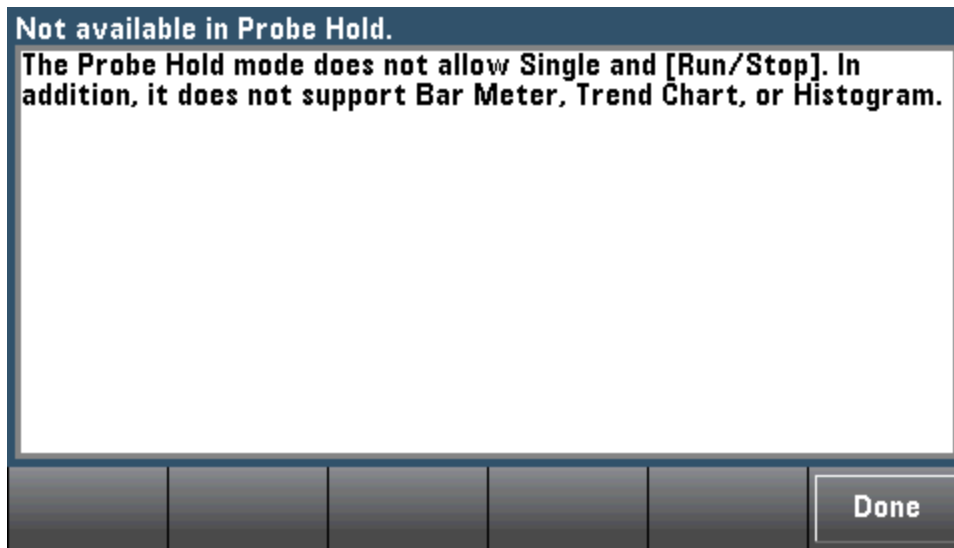 Not available in Probe Hold.
The Probe Hold mode does not allow Single and [Run/Stop]. In
addition, it does not support Bar Meter, Trend Chart, or Histogram.
Done